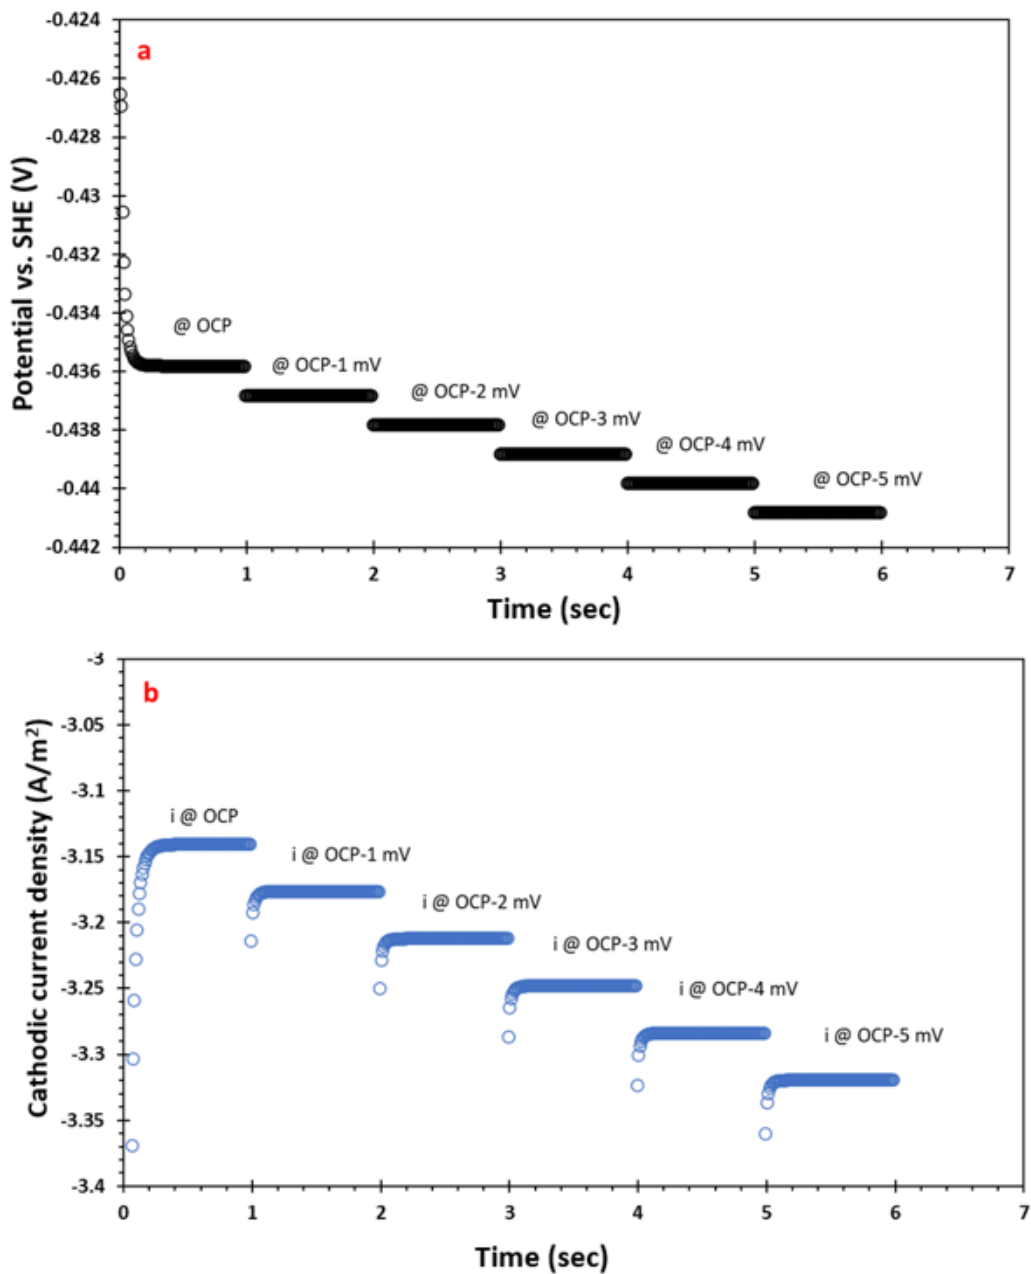 a
-0.424
-0.426
-0.428
-0.43
-0.432
-0.434
-0.436
-0.438
-0.44
-0.442
Potential vs. SHE (V)
@ OCP
@ OCP-1 mV
@ OCP-2 mV
@ OCP-3 mV
@ OCP-4 mV
@ OCP-5 mV
0 1 2 3 4 5 6 7
Time (sec)
b
-3
-3.05
-3.1
-3.15
-3.2
-3.25
-3.3
-3.35
-3.4
Cathodic current density (A/m²)
i @ OCP
i @ OCP-1 mV
i @ OCP-2 mV
i @ OCP-3 mV
i @ OCP-4 mV
i @ OCP-5 mV
0 1 2 3 4 5 6 7
Time (sec)